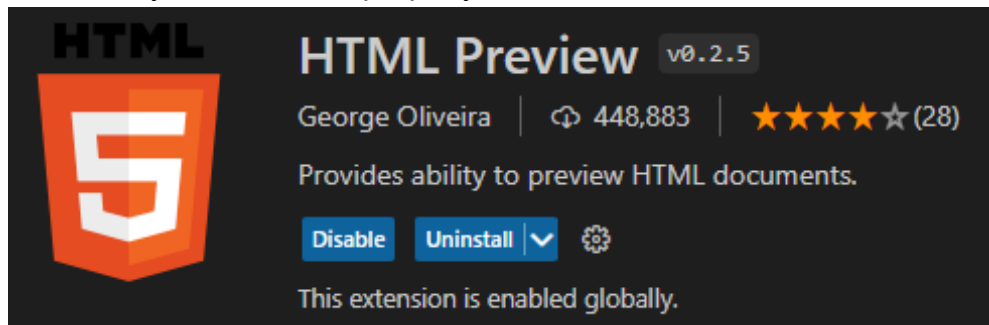 HTML
HTML Preview v0.2.5
George Oliveira 448,883 (28)
Provides ability to preview HTML documents.
Disable Uninstall
This extension is enabled globally.